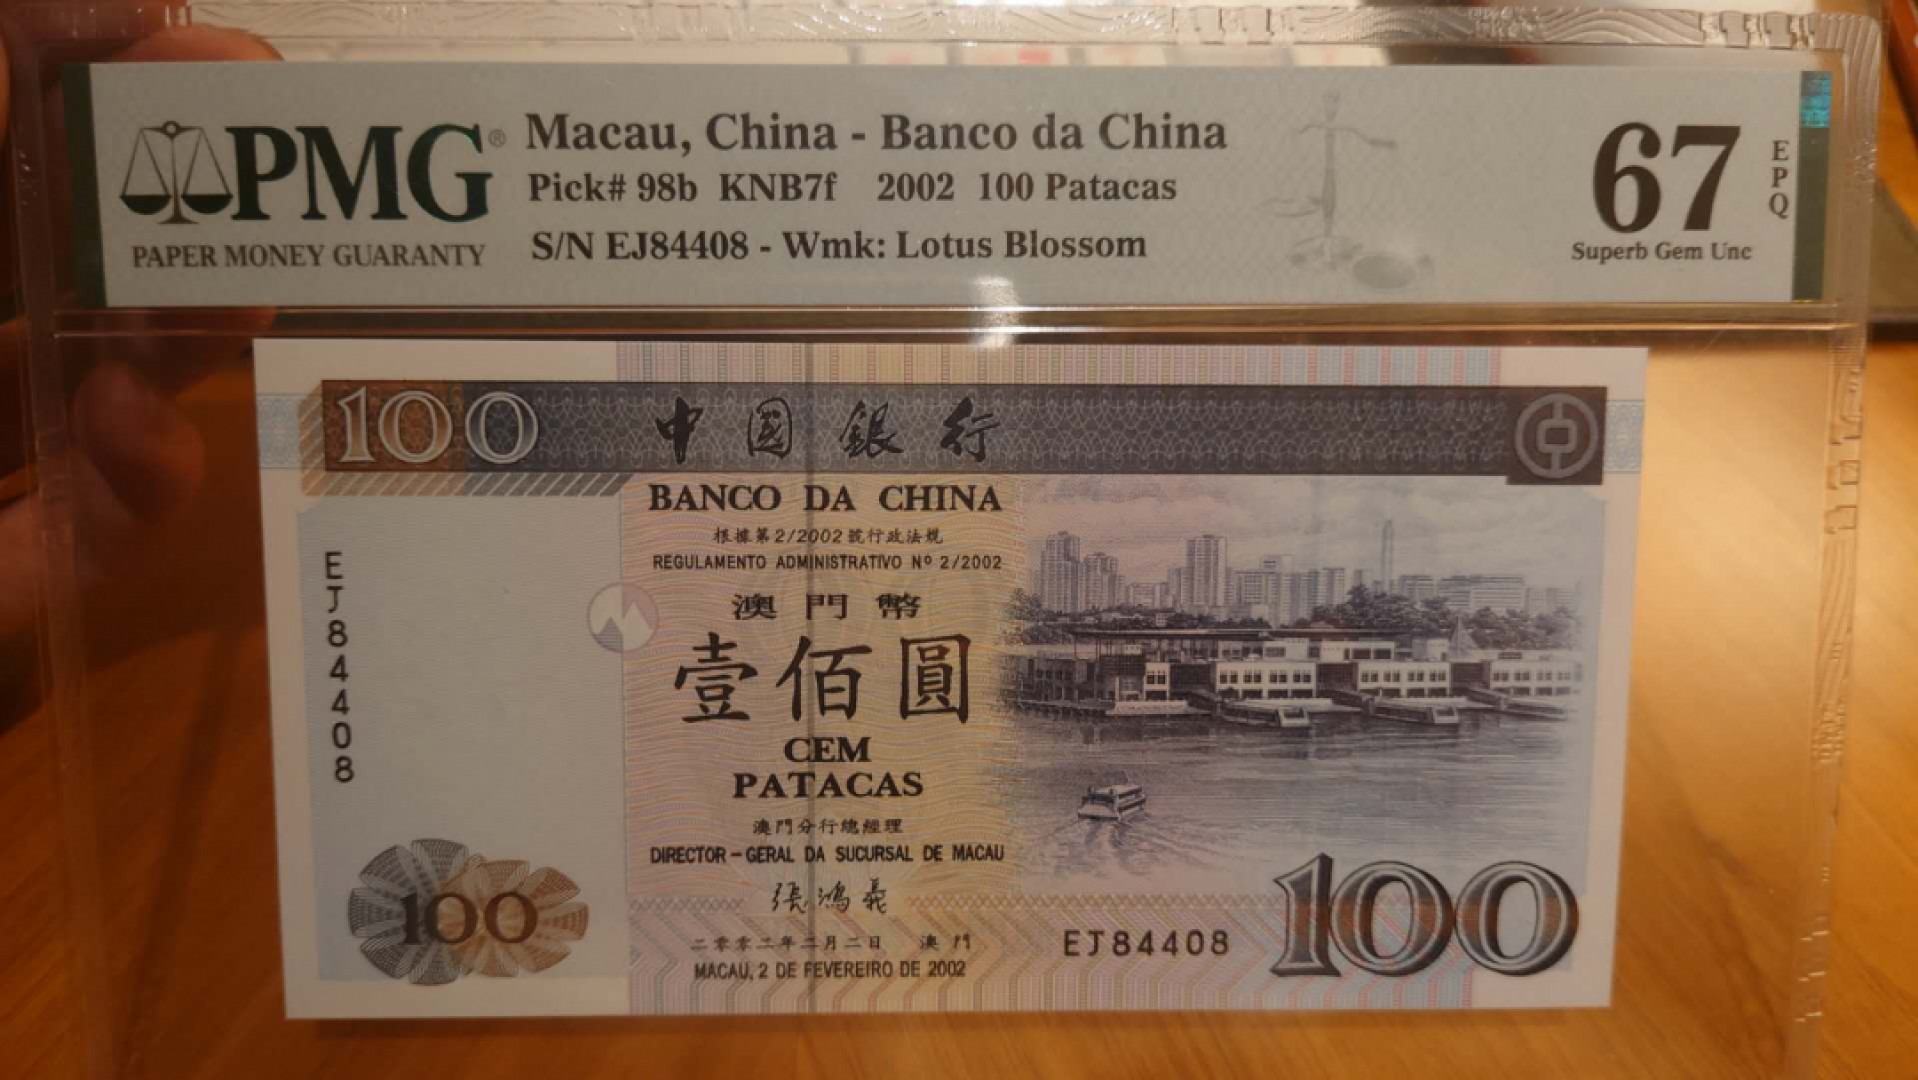 PMG®
PAPER MONEY GUARANTY
Macau, China - Banco da China
Pick# 98b KNB7f 2002 100 Patacas
S/N EJ84408 - Wmk: Lotus Blossom
67
EPQ
Superb Gem Unc
100
中國銀行
BANCO DA CHINA
根據第2/2002號行政法規
REGULAMENTO ADMINISTRATIVO Nº 2/2002
EJ84408
澳門幣
壹佰圓
CEM
PATACAS
澳門分行總經理
DIRECTOR-GERAL DA SUCURSAL DE MACAU
張鴻義
二零零二年二月二日 澳門
MACAU, 2 DE FEVEREIRO DE 2002
100
EJ84408
100